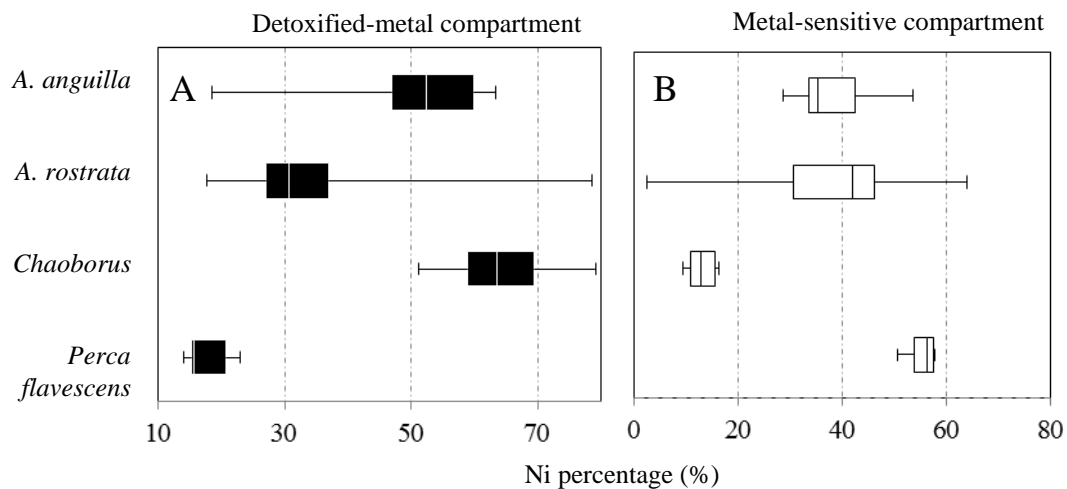 Detoxified-metal compartment
Metal-sensitive compartment
A
B
A. anguilla
A. rostrata
Chaoborus
Perca
flavescens
10 30 50 70
0 20 40 60 80
Ni percentage (%)